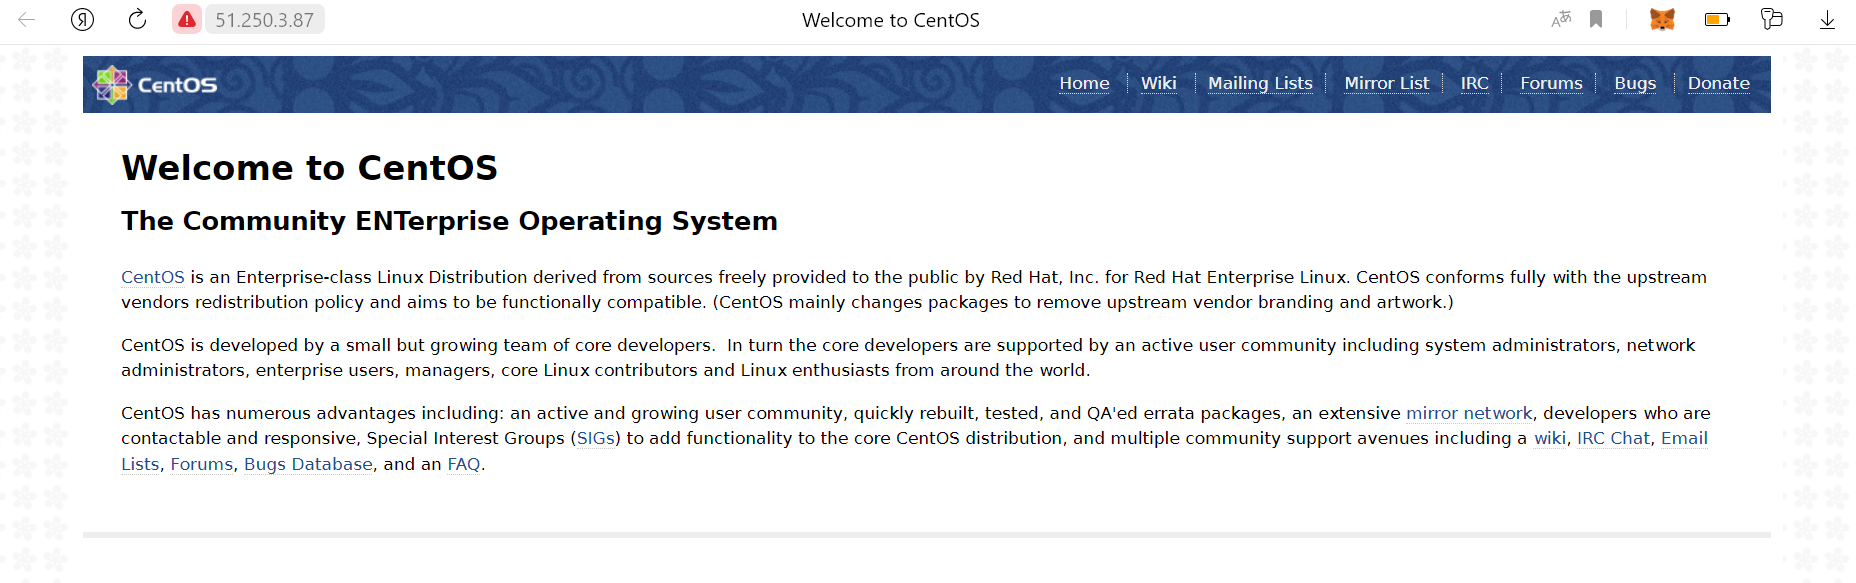 Я 51.250.3.87 Welcome to CentOS
CentOS Home Wiki Mailing Lists Mirror List IRC Forums Bugs Donate
Welcome to CentOS
The Community ENTerprise Operating System
CentOS is an Enterprise-class Linux Distribution derived from sources freely provided to the public by Red Hat, Inc. for Red Hat Enterprise Linux. CentOS conforms fully with the upstream
vendors redistribution policy and aims to be functionally compatible. (CentOS mainly changes packages to remove upstream vendor branding and artwork.)
CentOS is developed by a small but growing team of core developers.  In turn the core developers are supported by an active user community including system administrators, network
administrators, enterprise users, managers, core Linux contributors and Linux enthusiasts from around the world.
CentOS has numerous advantages including: an active and growing user community, quickly rebuilt, tested, and QA'ed errata packages, an extensive mirror network, developers who are
contactable and responsive, Special Interest Groups (SIGs) to add functionality to the core CentOS distribution, and multiple community support avenues including a wiki, IRC Chat, Email
Lists, Forums, Bugs Database, and an FAQ.